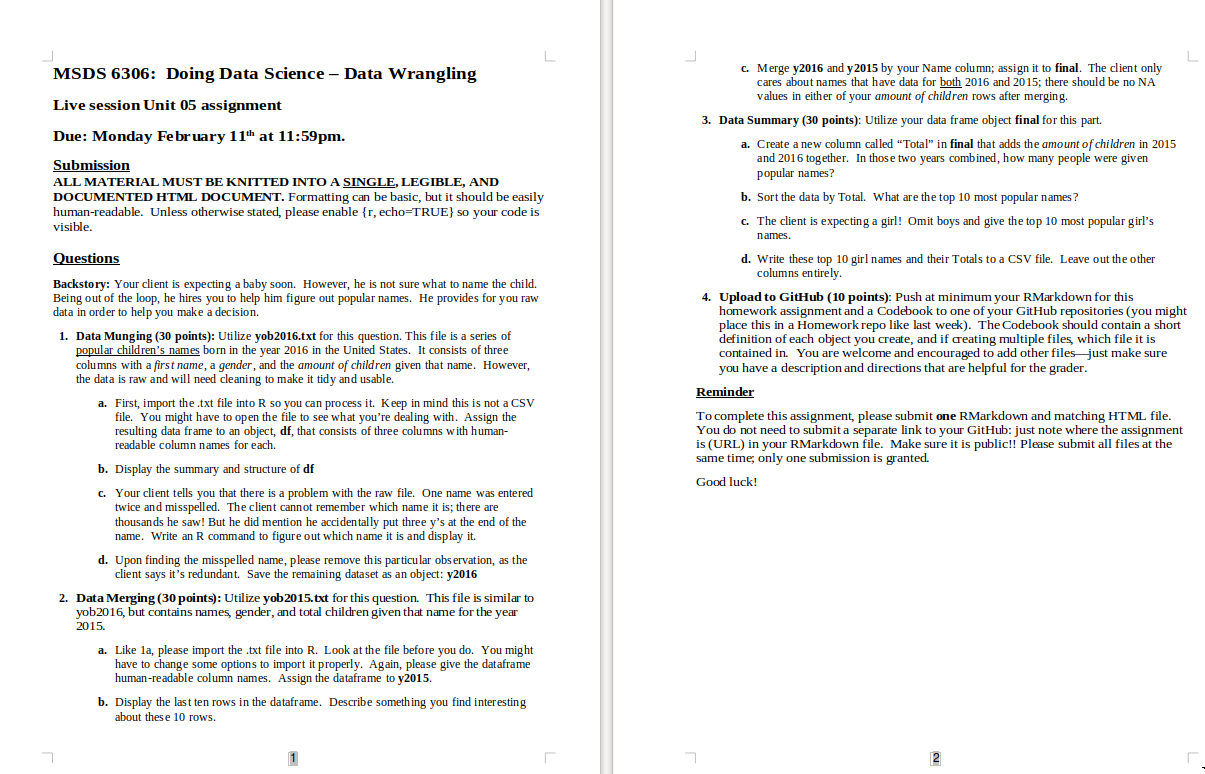 MSDS 6306:  Doing Data Science – Data Wrangling
Live session Unit 05 assignment
Due: Monday February 11th at 11:59pm.
Submission
ALL MATERIAL MUST BE KNITTED INTO A SINGLE, LEGIBLE, AND
DOCUMENTED HTML DOCUMENT. Formatting can be basic, but it should be easily
human-readable.  Unless otherwise stated, please enable {r, echo=TRUE} so your code is
visible.
Questions
Backstory: Your client is expecting a baby soon.  However, he is not sure what to name the child.
Being out of the loop, he hires you to help him figure out popular names.  He provides for you raw
data in order to help you make a decision.
1. Data Munging (30 points): Utilize yob2016.txt for this question. This file is a series of
popular children's names born in the year 2016 in the United States.  It consists of three
columns with a first name, a gender, and the amount of children given that name.  However,
the data is raw and will need cleaning to make it tidy and usable.
a. First, import the .txt file into R so you can process it.  Keep in mind this is not a CSV
file.  You might have to open the file to see what you're dealing with.  Assign the
resulting data frame to an object, df, that consists of three columns with human-
readable column names for each.
b. Display the summary and structure of df
c. Your client tells you that there is a problem with the raw file.  One name was entered
twice and misspelled.  The client cannot remember which name it is; there are
thousands he saw! But he did mention he accidentally put three y's at the end of the
name.  Write an R command to figure out which name it is and display it.
d. Upon finding the misspelled name, please remove this particular observation, as the
client says it's redundant.  Save the remaining dataset as an object: y2016
2. Data Merging (30 points): Utilize yob2015.txt for this question.  This file is similar to
yob2016, but contains names, gender, and total children given that name for the year
2015.
a. Like 1a, please import the .txt file into R.  Look at the file before you do.  You might
have to change some options to import it properly.  Again, please give the dataframe
human-readable column names.  Assign the dataframe to y2015.
b. Display the last ten rows in the dataframe.  Describe something you find interesting
about these 10 rows.
1
c. Merge y2016 and y2015 by your Name column; assign it to final.  The client only
cares about names that have data for both 2016 and 2015; there should be no NA
values in either of your amount of children rows after merging.
3. Data Summary (30 points): Utilize your data frame object final for this part.
a. Create a new column called “Total” in final that adds the amount of children in 2015
and 2016 together.  In those two years combined, how many people were given
popular names?
b. Sort the data by Total.  What are the top 10 most popular names?
c. The client is expecting a girl!  Omit boys and give the top 10 most popular girl's
names.
d. Write these top 10 girl names and their Totals to a CSV file.  Leave out the other
columns entirely.
4. Upload to GitHub (10 points): Push at minimum your RMarkdown for this
homework assignment and a Codebook to one of your GitHub repositories (you might
place this in a Homework repo like last week).  The Codebook should contain a short
definition of each object you create, and if creating multiple files, which file it is
contained in.  You are welcome and encouraged to add other files—just make sure
you have a description and directions that are helpful for the grader.
Reminder
To complete this assignment, please submit one RMarkdown and matching HTML file.
You do not need to submit a separate link to your GitHub: just note where the assignment
is (URL) in your RMarkdown file.  Make sure it is public!! Please submit all files at the
same time; only one submission is granted.
Good luck!
2